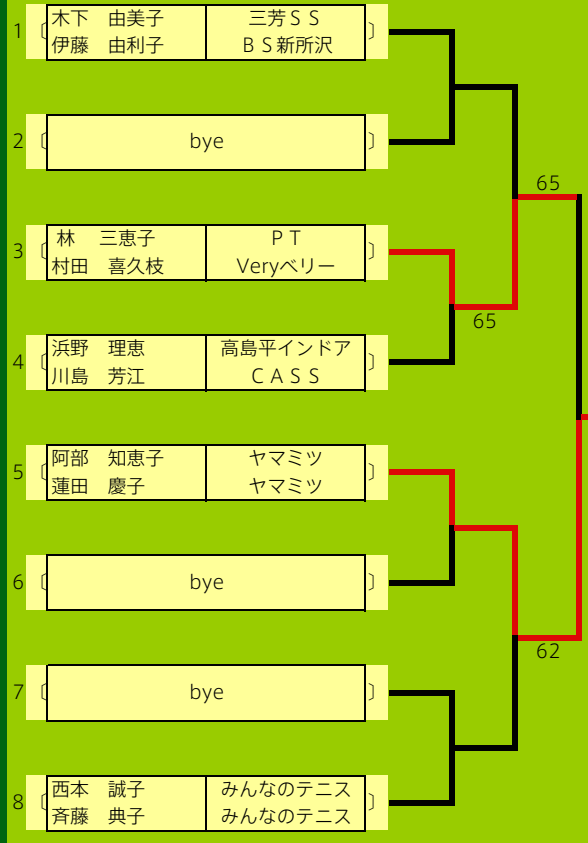 1 〔 木下　由美子 三芳ＳＳ 〕
伊藤　由利子 ＢＳ新所沢
2 〔 bye 〕
65
3 〔 林　三恵子 ＰＴ 〕
村田　喜久枝 Veryベリー
65
4 〔 浜野　理恵 高島平インドア 〕
川島　芳江 ＣＡＳＳ
5 〔 阿部　知恵子 ヤマミツ 〕
蓮田　慶子 ヤマミツ
6 〔 bye 〕
62
7 〔 bye 〕
8 〔 西本　誠子 みんなのテニス 〕
斉藤　典子 みんなのテニス